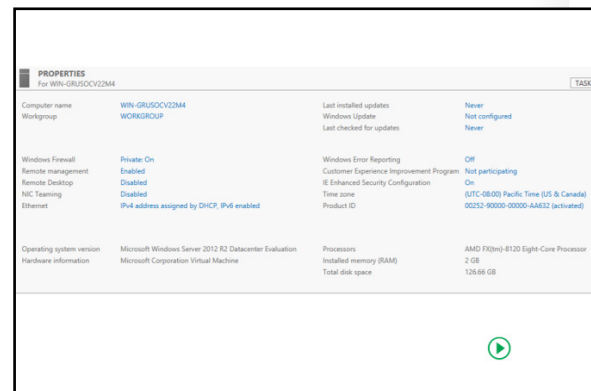 PROPERTIES
For WIN-GRUSOCV22M4
TASK
Computer name WIN-GRUSOCV22M4 Last installed updates Never
Workgroup WORKGROUP Windows Update Not configured
Last checked for updates Never
Windows Firewall Private: On Windows Error Reporting Off
Remote management Enabled Customer Experience Improvement Program Not participating
Remote Desktop Disabled IE Enhanced Security Configuration On
NIC Teaming Disabled Time zone (UTC-08:00) Pacific Time (US & Canada)
Ethernet IPv4 address assigned by DHCP, IPv6 enabled Product ID 00252-90000-00000-AA632 (activated)
Operating system version Microsoft Windows Server 2012 R2 Datacenter Evaluation Processors AMD FX(tm)-8120 Eight-Core Processor
Hardware information Microsoft Corporation Virtual Machine Installed memory (RAM) 2 GB
Total disk space 126.66 GB